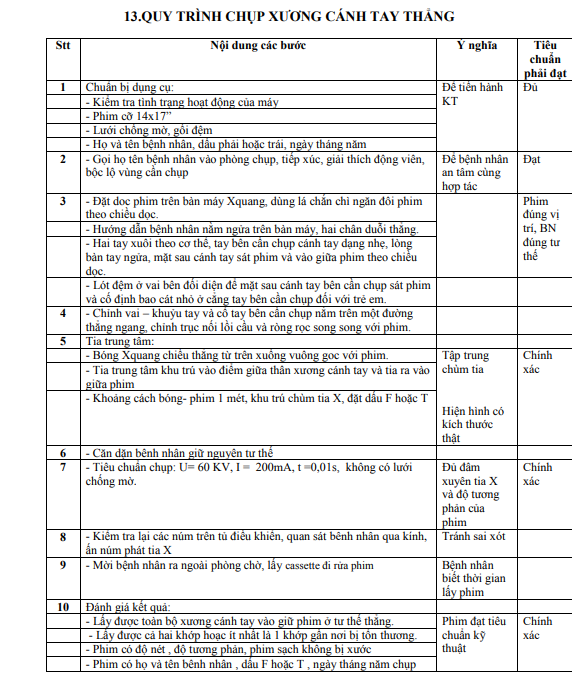 13.QUY TRÌNH CHỤP XƯƠNG CÁNH TAY THẲNG
Stt
Nội dung các bước
Ý nghĩa
Tiêu
chuẩn
phải đạt
1
Chuẩn bị dụng cụ:
- Kiểm tra tình trạng hoạt động của máy
- Phim cỡ 14x17”
- Lưới chống mờ, gối đệm
- Họ và tên bệnh nhân, dấu phải hoặc trái, ngày tháng năm
Để tiến hành
KT
Đủ
2
- Gọi họ tên bệnh nhân vào phòng chụp, tiếp xúc, giải thích động viên,
bộc lộ vùng cần chụp
Để bệnh nhân
an tâm cùng
hợp tác
Đạt
3
- Đặt dọc phim trên bàn máy Xquang, dùng lá chắn chì ngăn đôi phim
theo chiều dọc.
- Hướng dẫn bệnh nhân nằm ngửa trên bàn máy, hai chân duỗi thẳng.
- Hai tay xuôi theo cơ thể, tay bên cần chụp cánh tay dạng nhẹ, lòng
bàn tay ngửa, mặt sau cánh tay sát phim và vào giữa phim theo chiều
dọc.
- Lót đệm ở vai bên đối diện để mặt sau cánh tay bên cần chụp sát phim
và cố định bao cát nhỏ ở cẳng tay bên cần chụp đối với trẻ em.
Phim
đúng vị
trí, BN
đúng tư
thế
4
- Chỉnh vai – khuỷu tay và cổ tay bên cần chụp nằm trên một đường
thẳng ngang, chỉnh trục nối lồi cầu và ròng rọc song song với phim.
5
Tia trung tâm:
- Bóng Xquang chiếu thẳng từ trên xuống vuông goc với phim.
- Tia trung tâm khu trú vào điểm giữa thân xương cánh tay và tia ra vào
giữa phim
- Khoảng cách bóng- phim 1 mét, khu trú chùm tia X, đặt dấu F hoặc T
Tập trung
chùm tia
Hiện hình có
kích thước
thật
Chính
xác
6
- Căn dặn bệnh nhân giữ nguyên tư thế
7
- Tiêu chuẩn chụp: U= 60 KV, I = 200mA, t =0,01s, không có lưới
chống mờ.
Đủ đâm
xuyên tia X
và độ tương
phản của
phim
Chính
xác
8
- Kiểm tra lại các núm trên tủ điều khiển, quan sát bênh nhân qua kính,
ấn núm phát tia X
Tránh sai xót
9
- Mời bệnh nhân ra ngoài phòng chờ, lấy cassette đi rửa phim
Bệnh nhân
biết thời gian
lấy phim
10
Đánh giá kết quả:
- Lấy được toàn bộ xương cánh tay vào giữ phim ở tư thế thẳng.
- Lấy được cả hai khớp hoạc ít nhất là 1 khớp gần nơi bị tổn thương.
- Phim có độ nét , độ tương phản, phim sạch không bị xước
- Phim có họ và tên bênh nhân , dấu F hoặc T , ngày tháng năm chụp
Phim đạt tiêu
chuẩn kỹ
thuật
Chính
xác